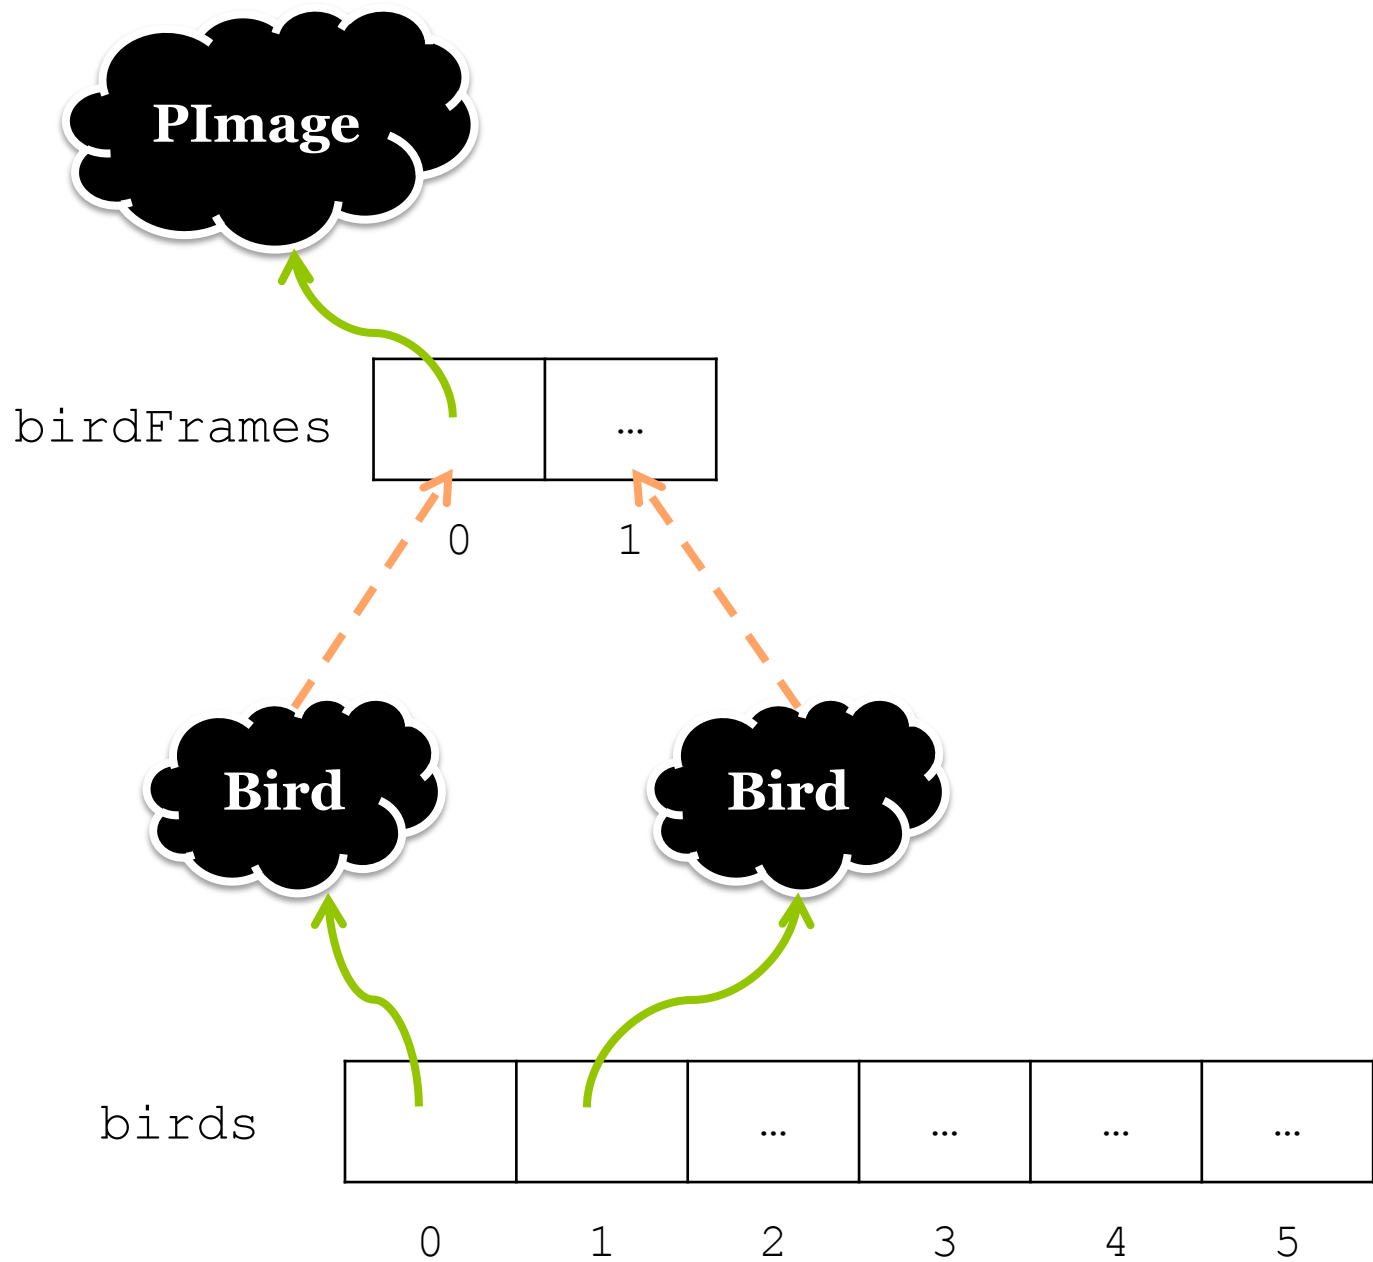 PImage
birdFrames
…
0 1
Bird Bird
birds
… … … …
0 1 2 3 4 5